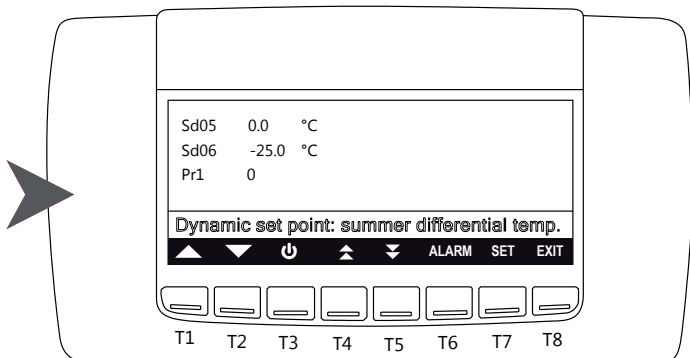 Sd05 0.0 °C
Sd06 -25.0 °C
Pr1 0
Dynamic set point: summer differential temp.
ALARM SET EXIT
T1 T2 T3 T4 T5 T6 T7 T8